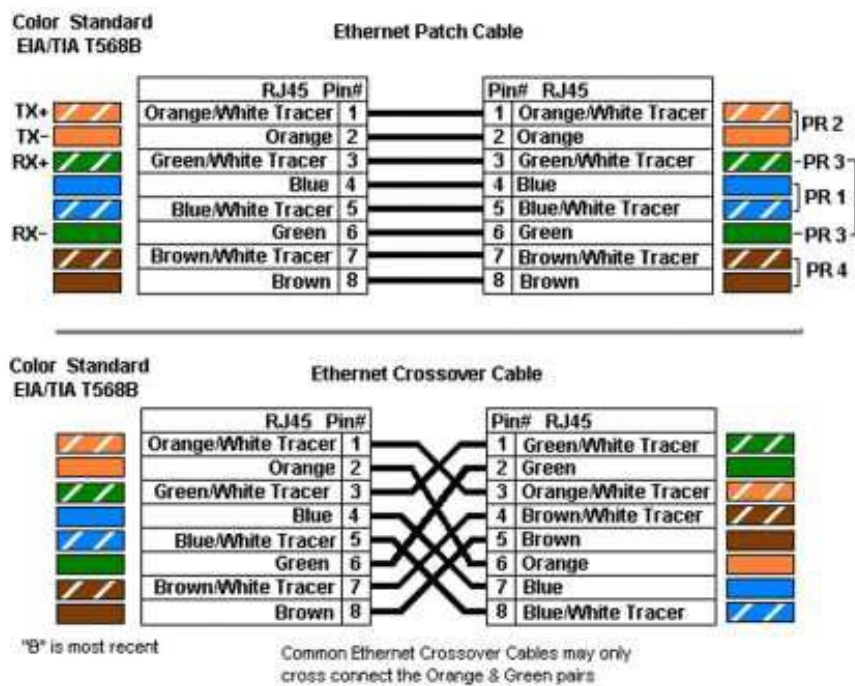 Color Standard
EIA/TIA T568B
Ethernet Patch Cable
RJ45 Pin#
Pin# RJ45
TX+ Orange/White Tracer 1 1 Orange/White Tracer
TX- Orange 2 2 Orange PR 2
RX+ Green/White Tracer 3 3 Green/White Tracer PR 3
Blue 4 4 Blue
Blue/White Tracer 5 5 Blue/White Tracer PR 1
RX- Green 6 6 Green PR 3
Brown/White Tracer 7 7 Brown/White Tracer
Brown 8 8 Brown PR 4
Color Standard
EIA/TIA T568B
Ethernet Crossover Cable
RJ45 Pin#
Pin# RJ45
Orange/White Tracer 1 1 Green/White Tracer
Orange 2 2 Green
Green/White Tracer 3 3 Orange/White Tracer
Blue 4 4 Brown/White Tracer
Blue/White Tracer 5 5 Brown
Green 6 6 Orange
Brown/White Tracer 7 7 Blue
Brown 8 8 Blue/White Tracer
"B" is most recent
Common Ethernet Crossover Cables may only
cross connect the Orange & Green pairs